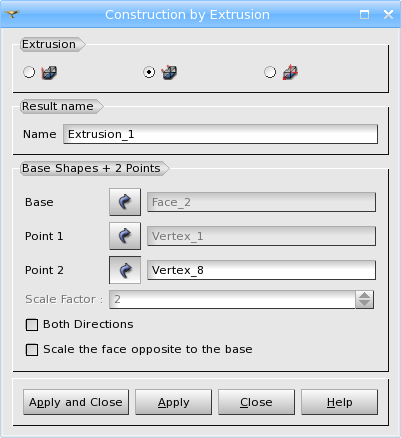 Construction by Extrusion
Extrusion
Result name
Name Extrusion_1
Base Shapes + 2 Points
Base Face_2
Point 1 Vertex_1
Point 2 Vertex_8
Scale Factor : 2
Both Directions
Scale the face opposite to the base
Apply and Close Apply Close Help